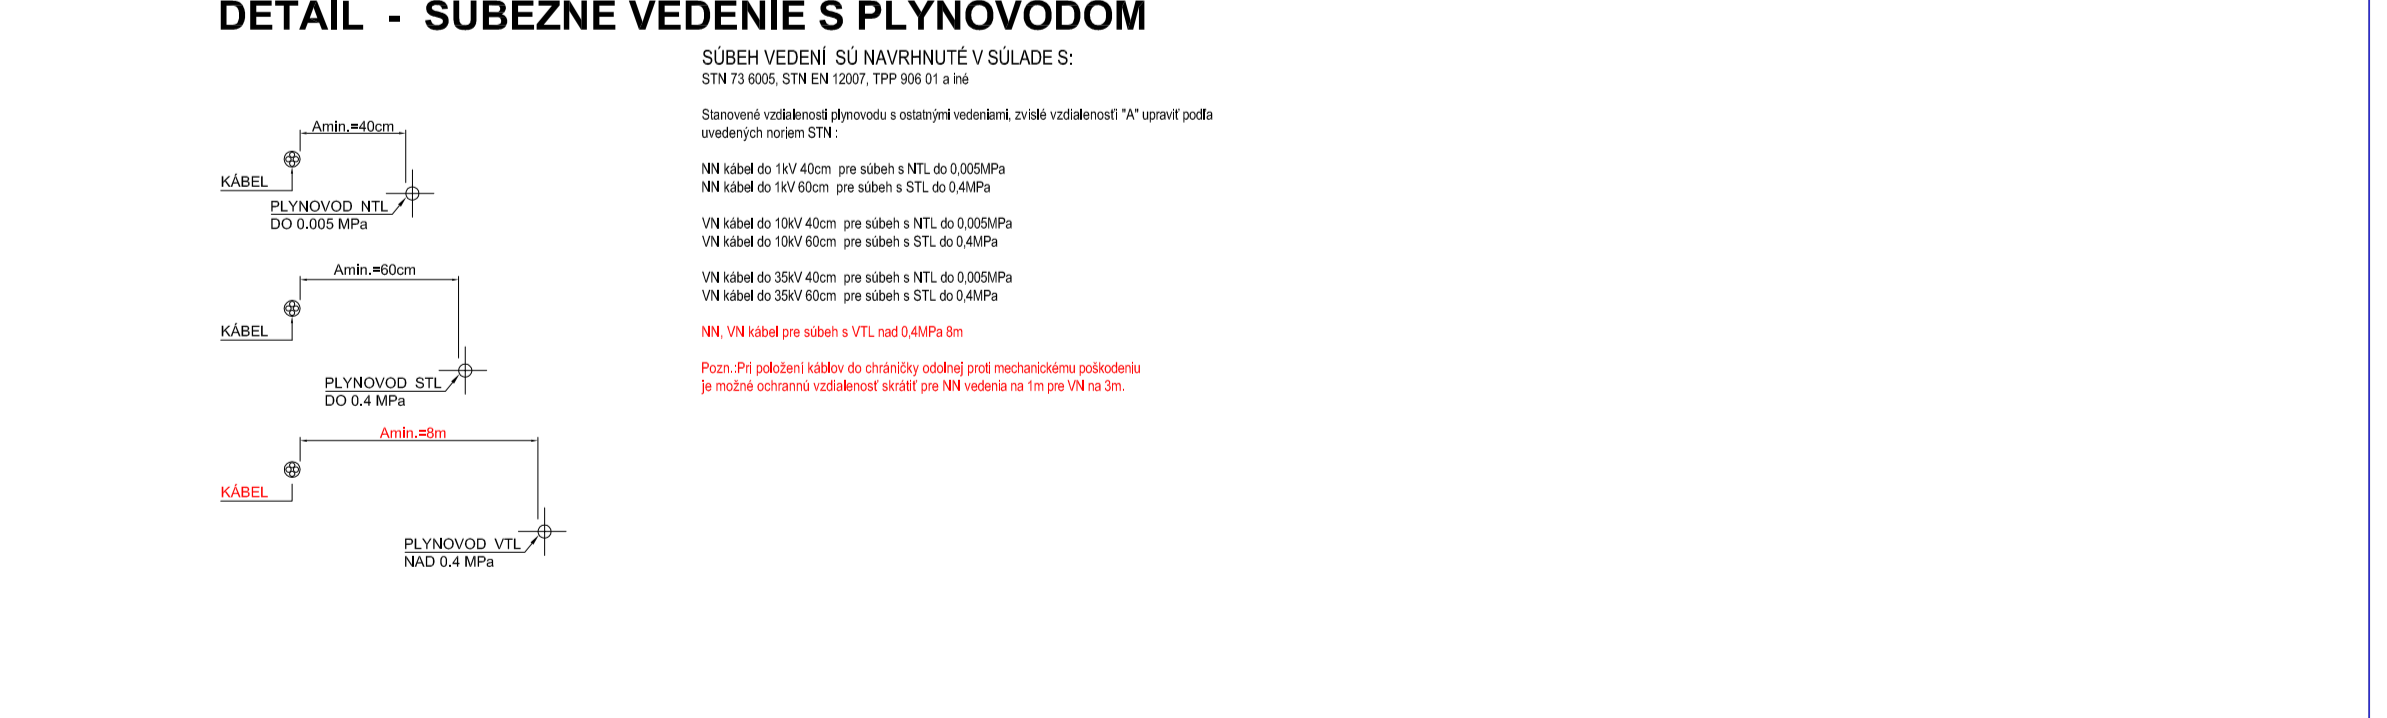 DETAIL - SÚBEŽNÉ VEDENIE S PLYNOVODOM
SÚBEH VEDENÍ SÚ NAVRHNUTÉ V SÚLADE S:
STN 73 6005, STN EN 12007, TPP 906 01 a iné
Stanovené vzdialenosti plynovodu s ostatnými vedeniami, zvislé vzdialenosťi "A" upraviť podľa
uvedených noriem STN :
NN kábel do 1kV 40cm pre súbeh s NTL do 0,005MPa
NN kábel do 1kV 60cm pre súbeh s STL do 0,4MPa
VN kábel do 10kV 40cm pre súbeh s NTL do 0,005MPa
VN kábel do 10kV 60cm pre súbeh s STL do 0,4MPa
VN kábel do 35kV 40cm pre súbeh s NTL do 0,005MPa
VN kábel do 35kV 60cm pre súbeh s STL do 0,4MPa
NN, VN kábel pre súbeh s VTL nad 0,4MPa 8m
Pozn.:Pri položení káblov do chráničky odolnej proti mechanickému poškodeniu
je možné ochrannú vzdialenosť skrátiť pre NN vedenia na 1m pre VN na 3m.
Amin.=40cm
KÁBEL
PLYNOVOD NTL
DO 0.005 MPa
Amin.=60cm
KÁBEL
PLYNOVOD STL
DO 0.4 MPa
Amin.=8m
KÁBEL
PLYNOVOD VTL
NAD 0.4 MPa